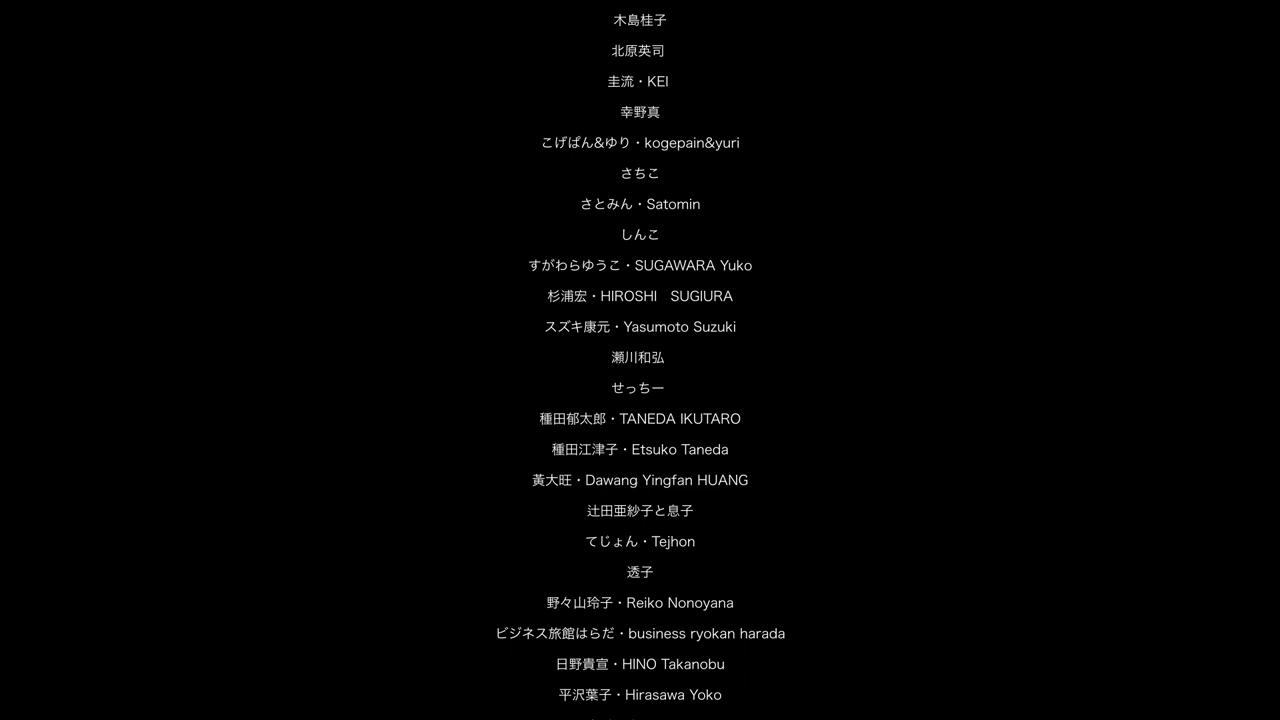 木島桂子
北原英司
圭流・KEI
幸野真
こげぱん&ゆり・kogepain&yuri
さちこ
さとみん・Satomin
しんこ
すがわらゆうこ・SUGAWARA Yuko
杉浦宏・HIROSHI　SUGIURA
スズキ康元・Yasumoto Suzuki
瀬川和弘
せっちー
種田郁太郎・TANEDA IKUTARO
種田江津子・Etsuko Taneda
黃大旺・Dawang Yingfan HUANG
辻田亜紗子と息子
てじょん・Tejhon
透子
野々山玲子・Reiko Nonoyana
ビジネス旅館はらだ・business ryokan harada
日野貴宣・HINO Takanobu
平沢葉子・Hirasawa Yoko